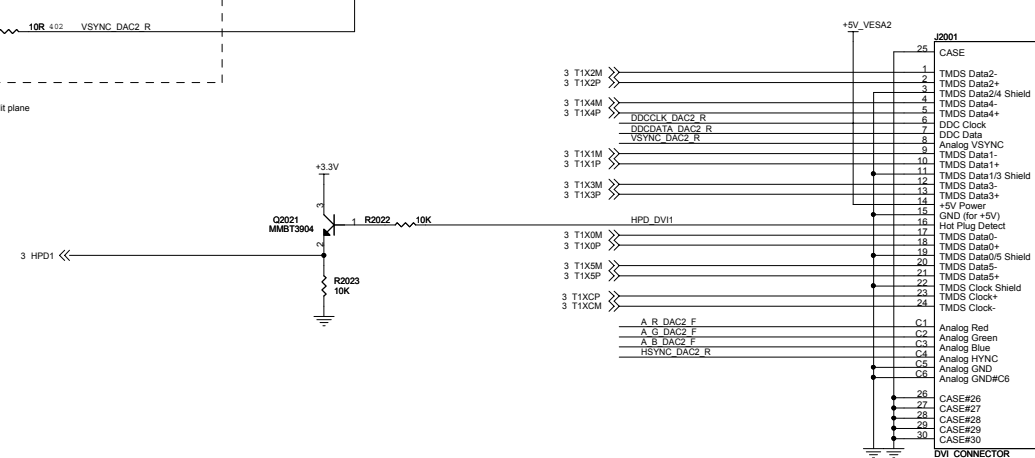 10R 402 VSYNC_DAC2_R
it plane
+5V_VESA2
J2001
25 CASE
3 T1X2M 1 TMDS Data2-
3 T1X2P 2 TMDS Data2+
3 TMDS Data2/4 Shield
3 T1X4M 4 TMDS Data4-
3 T1X4P 5 TMDS Data4+
DDCCLK_DAC2_R 6 DDC Clock
DDCDATA_DAC2_R 7 DDC Data
VSYNC_DAC2_R 8 Analog VSYNC
3 T1X1M 9 TMDS Data1-
3 T1X1P 10 TMDS Data1+
11 TMDS Data1/3 Shield
3 T1X3M 12 TMDS Data3-
3 T1X3P 13 TMDS Data3+
14 +5V Power
15 GND (for +5V)
HPD_DVI1 16 Hot Plug Detect
3 T1X0M 17 TMDS Data0-
3 T1X0P 18 TMDS Data0+
19 TMDS Data0/5 Shield
3 T1X5M 20 TMDS Data5-
3 T1X5P 21 TMDS Data5+
22 TMDS Clock Shield
3 T1XCP 23 TMDS Clock+
3 T1XCM 24 TMDS Clock-
A_R_DAC2_F C1 Analog Red
A_G_DAC2_F C2 Analog Green
A_B_DAC2_F C3 Analog Blue
HSYNC_DAC2_R C4 Analog HYNC
C5 Analog GND
C6 Analog GND#C6
26 CASE#26
27 CASE#27
28 CASE#28
29 CASE#29
30 CASE#30
DVI_CONNECTOR
+3.3V
3
Q2021
MMBT3904
1 R2022 10K
2
3 HPD1
R2023
10K